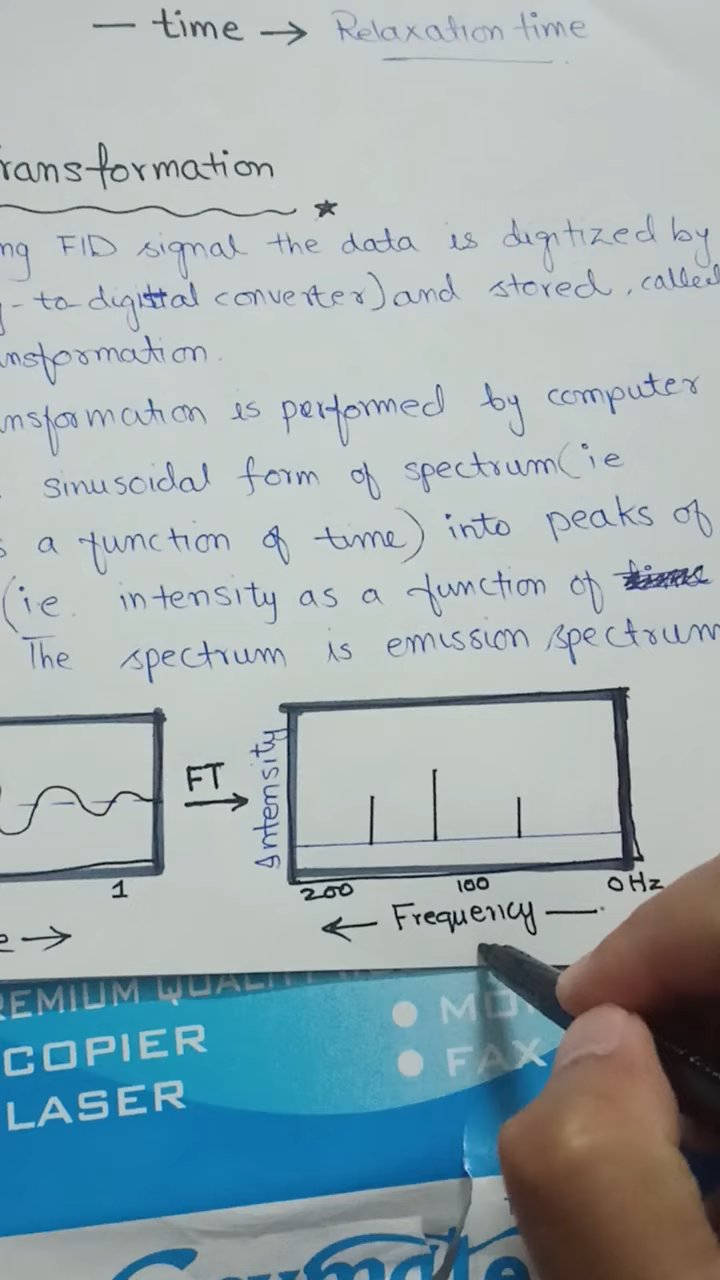 — time → Relaxation time
ransformation
ng FID signal the data is digitized by
- to digital converter) and stored, called
nsformation.
nsformation is performed by computer
sinusoidal form of spectrum (ie
s a function of time) into peaks of
(i.e. intensity as a function of
The spectrum is emission spectrum
FT →
Intensity
1
200 100 0 Hz
e →
← Frequency —
REMIUM QUALI
COPIER
LASER
● MO
● FAX